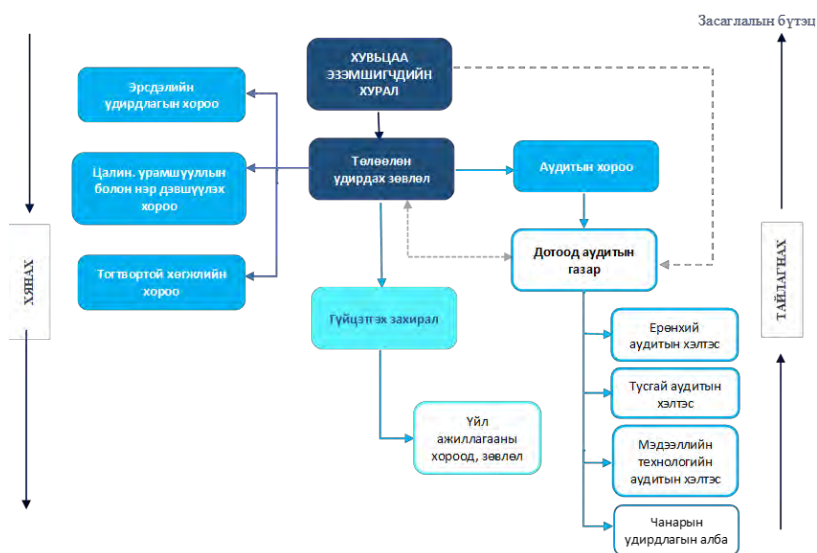 Засаглалын бүтэц
ХУВЬЦАА
ЭЗЭМШИГЧДИЙН
ХУРАЛ
Эрсдэлийн
удирдлагын хороо
Төлөөлөн
удирдах зөвлөл
Аудитын хороо
Цалин. урамшууллын
болон нэр дэвшүүлэх
хороо
Дотоод аудитын
газар
Тогтвортой хөгжлийн
хороо
ХЯНАХ
ТАЙЛАГНАХ
Гүйцэтгэх захирал
Ерөнхий
аудитын хэлтэс
Тусгай аудитын
хэлтэс
Үйл
ажиллагааны
хороод, зөвлөл
Мэдээллийн
технологийн
аудитын хэлтэс
Чанарын
удирдлагын алба